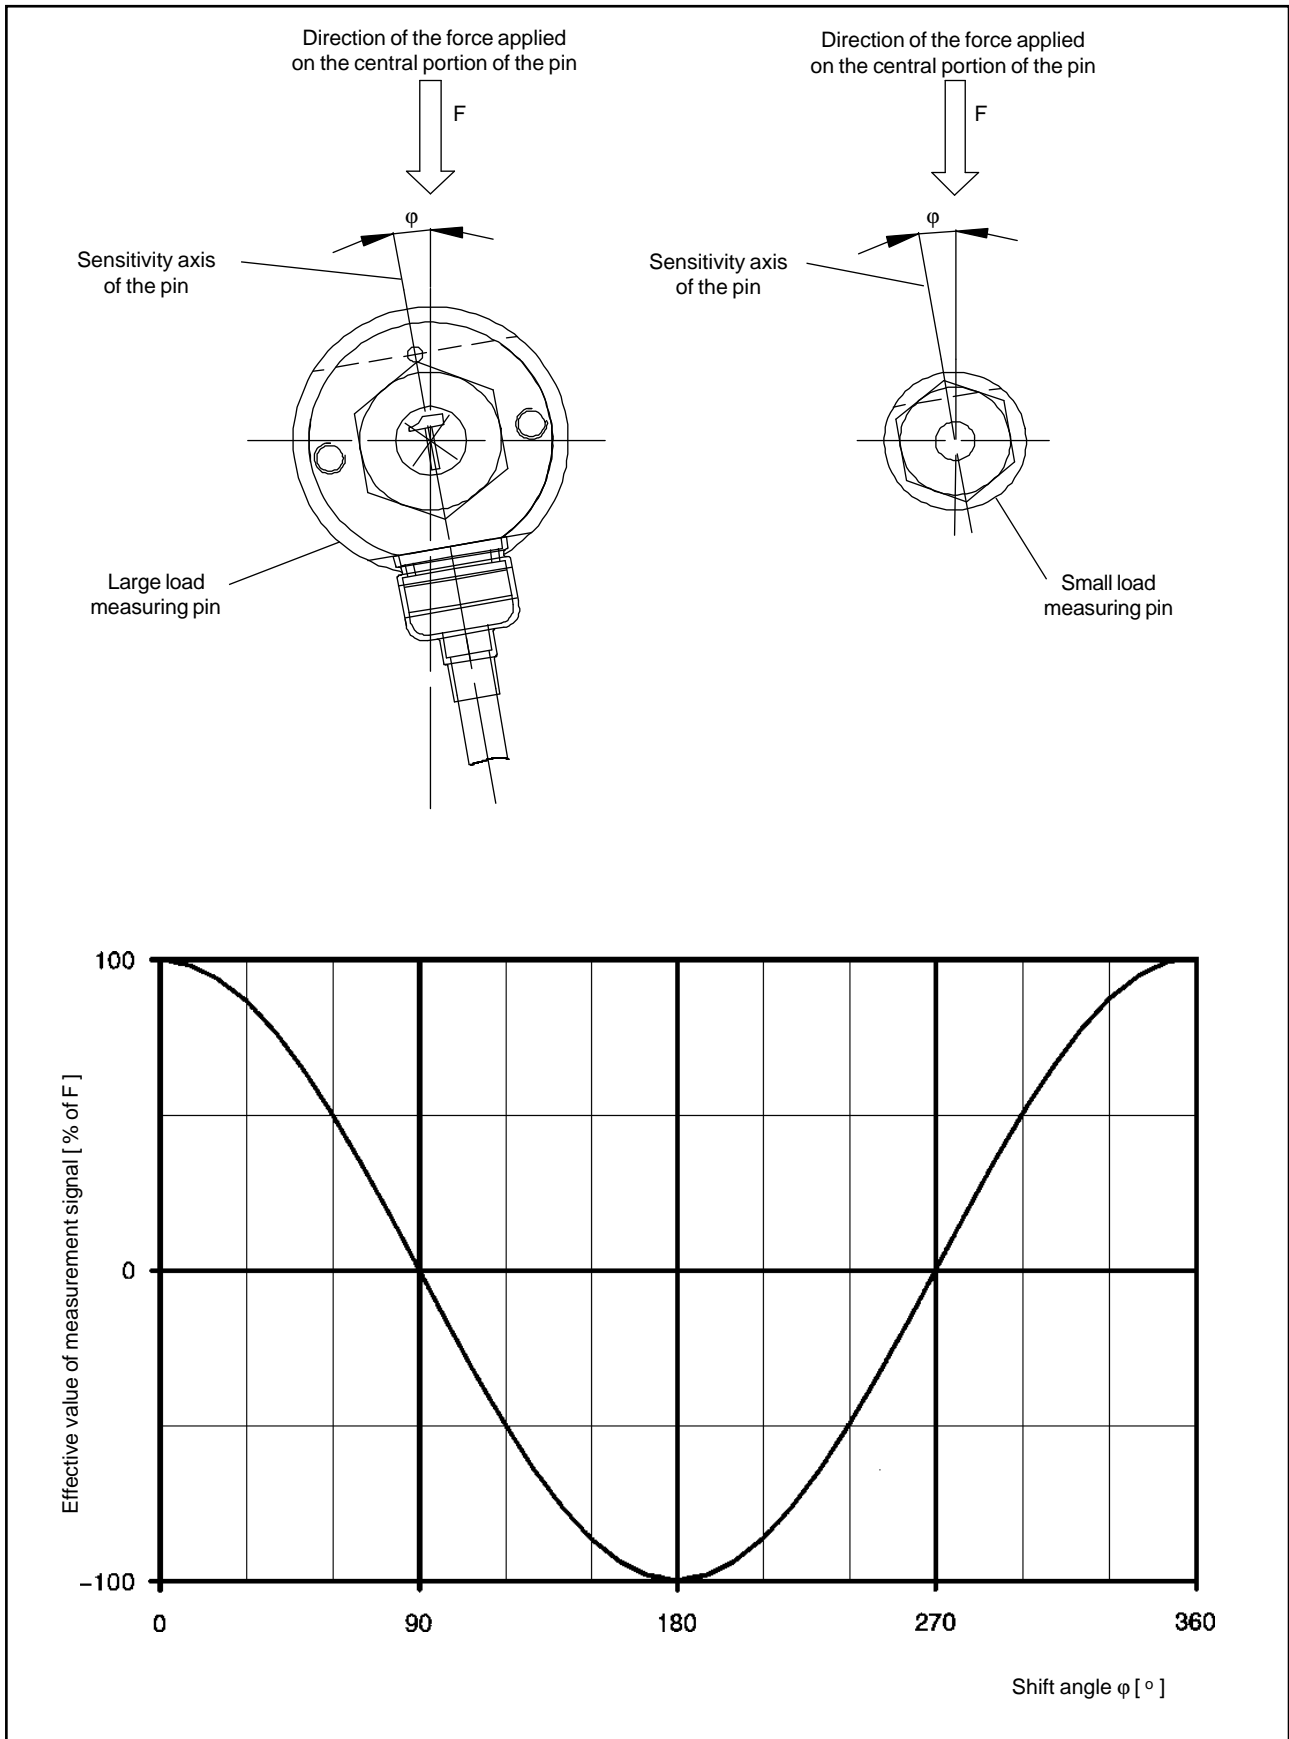 Direction of the force applied
on the central portion of the pin
F
φ
Sensitivity axis
of the pin
Large load
measuring pin
Direction of the force applied
on the central portion of the pin
F
φ
Sensitivity axis
of the pin
Small load
measuring pin
Effective value of measurement signal [ % of F ]
100
0
−100
0 90 180 270 360
Shift angle φ [ º ]